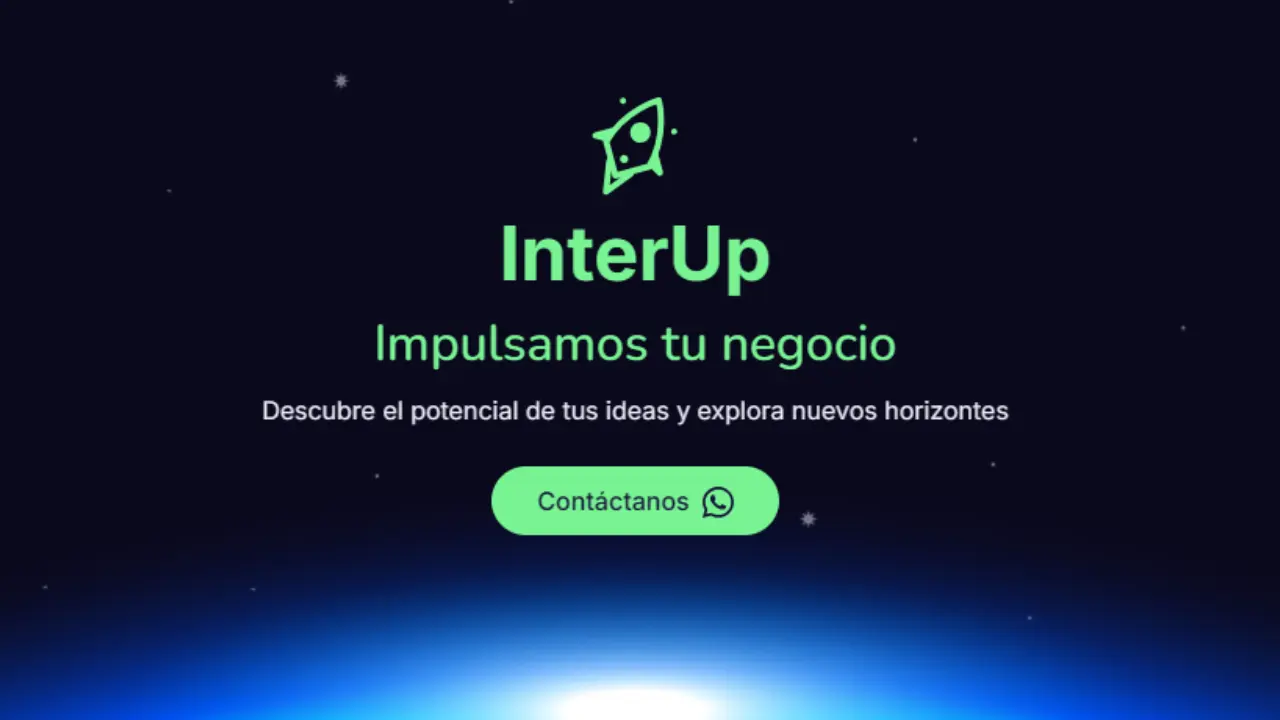 InterUp
Impulsamos tu negocio
Descubre el potencial de tus ideas y explora nuevos horizontes
Contáctanos